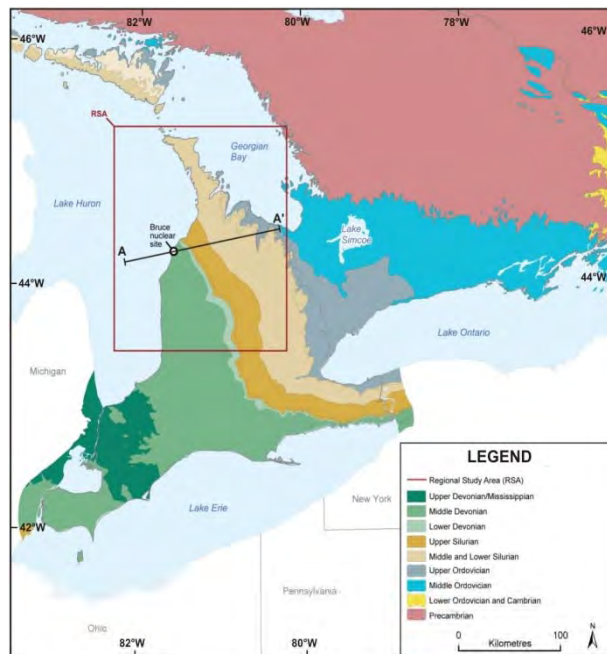 82°W
80°W
78°W
46°W
46°W
RSA
Georgian
Bay
Lake Huron
Bruce
nuclear
site
A
A'
Lake
Simcoe
44°W
44°W
Lake Ontario
Michigan
Lake Erie
New York
42°W
Pennsylvania
Ohio
82°W
80°W
LEGEND
Regional Study Area (RSA)
Upper Devonian/Mississippian
Middle Devonian
Lower Devonian
Upper Silurian
Middle and Lower Silurian
Upper Ordovician
Middle Ordovician
Lower Ordovician and Cambrian
Precambrian
0 100
Kilometres
N